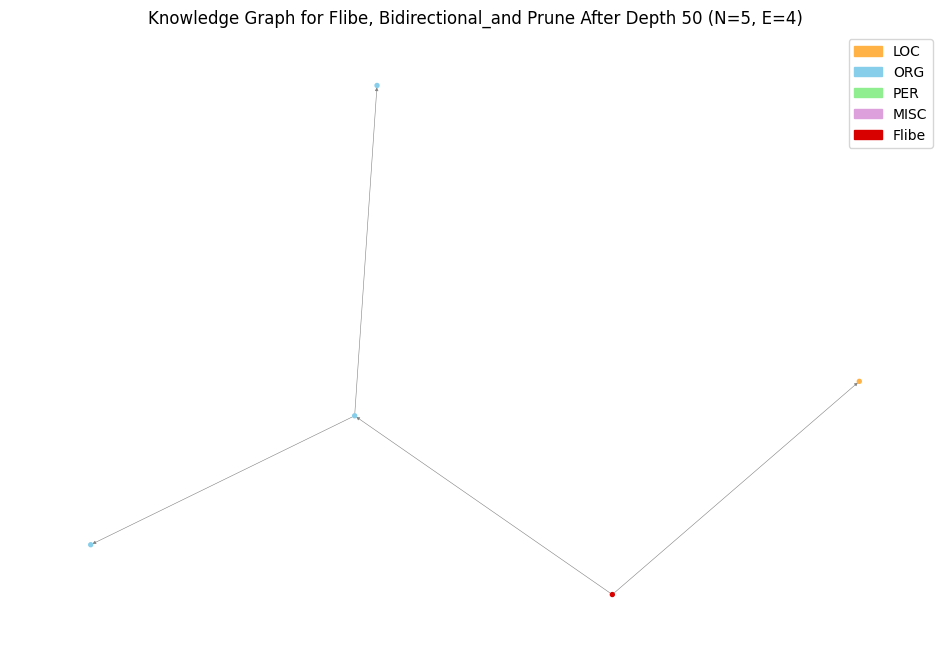 Knowledge Graph for Flibe, Bidirectional_and Prune After Depth 50 (N=5, E=4)
LOC
ORG
PER
MISC
Flibe